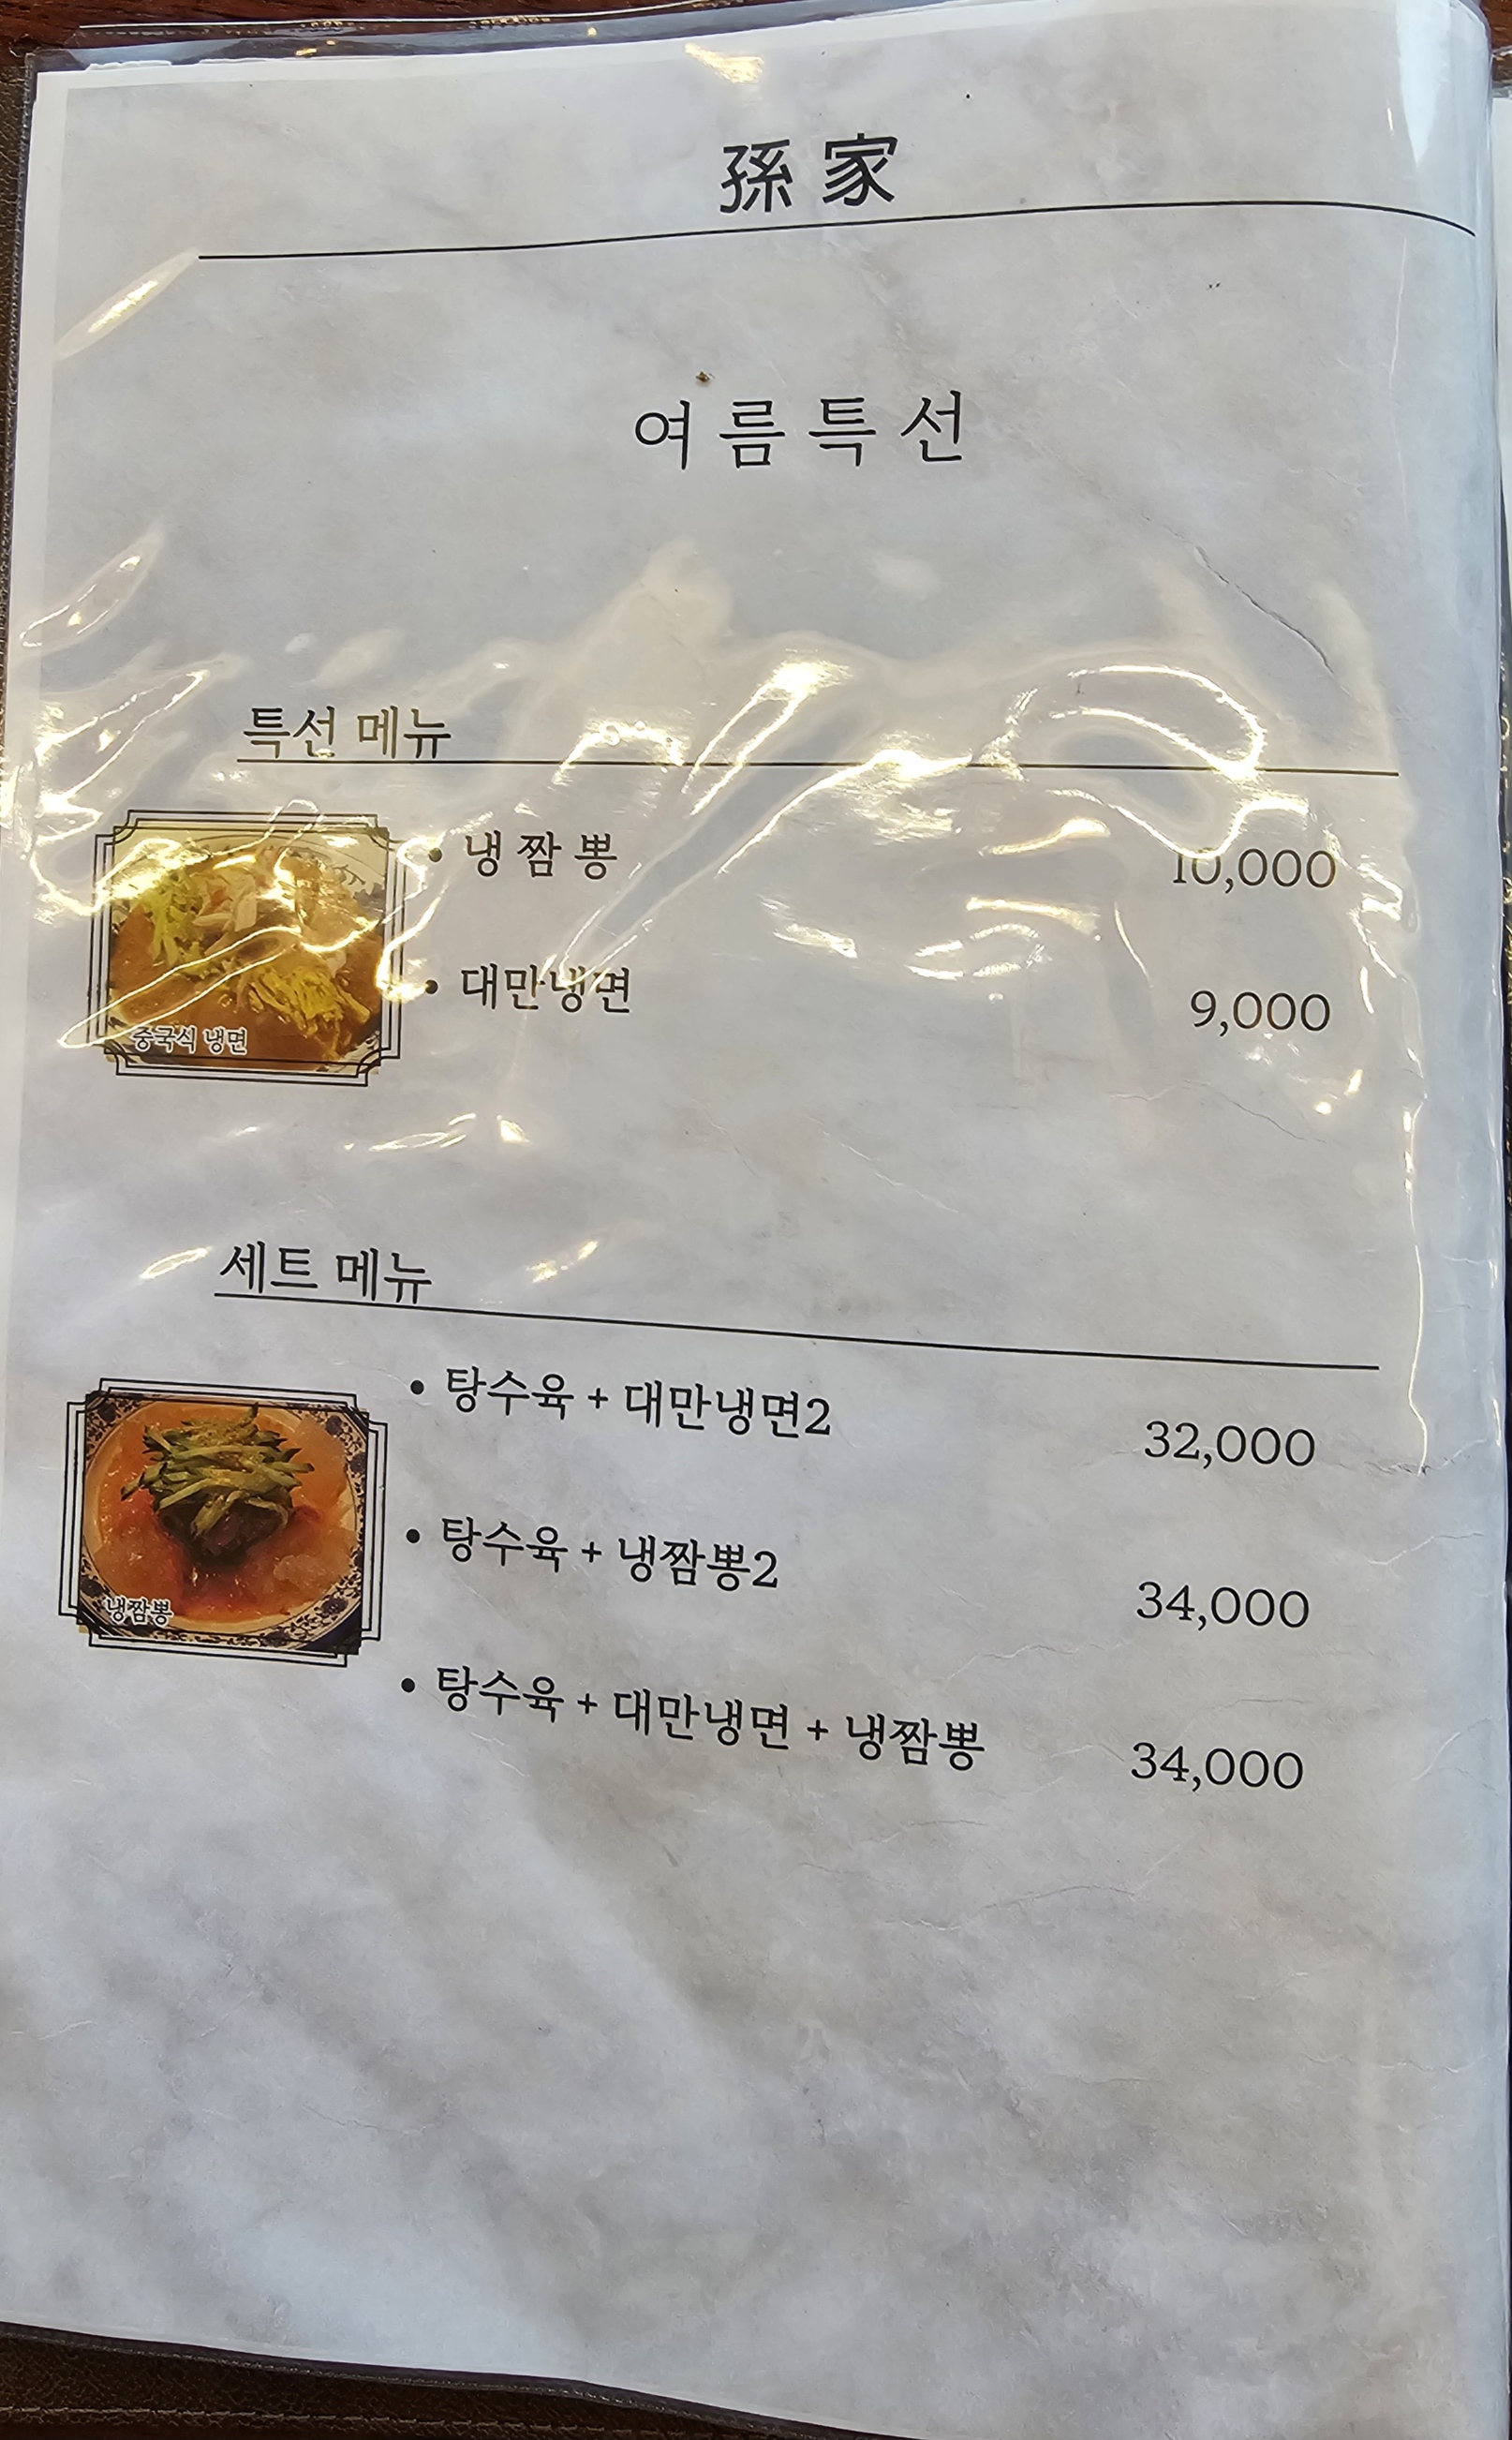 孫家
여름특선
특선 메뉴
• 냉짬뽕 10,000
• 대만냉면 9,000
중국식 냉면
세트 메뉴
• 탕수육 + 대만냉면2 32,000
• 탕수육 + 냉짬뽕2 34,000
냉짬뽕
• 탕수육 + 대만냉면 + 냉짬뽕 34,000